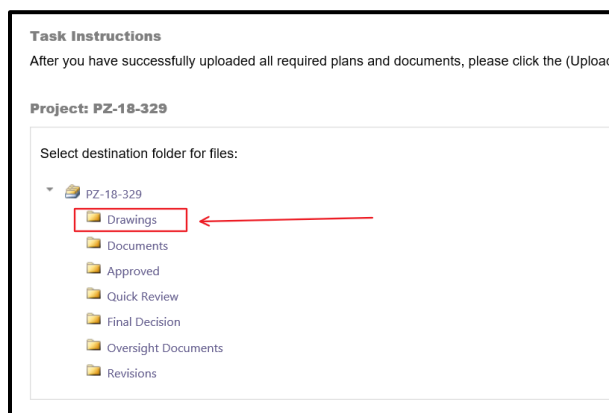 Task Instructions
After you have successfully uploaded all required plans and documents, please click the (Upload
Project: PZ-18-329
Select destination folder for files:
PZ-18-329
Drawings
Documents
Approved
Quick Review
Final Decision
Oversight Documents
Revisions